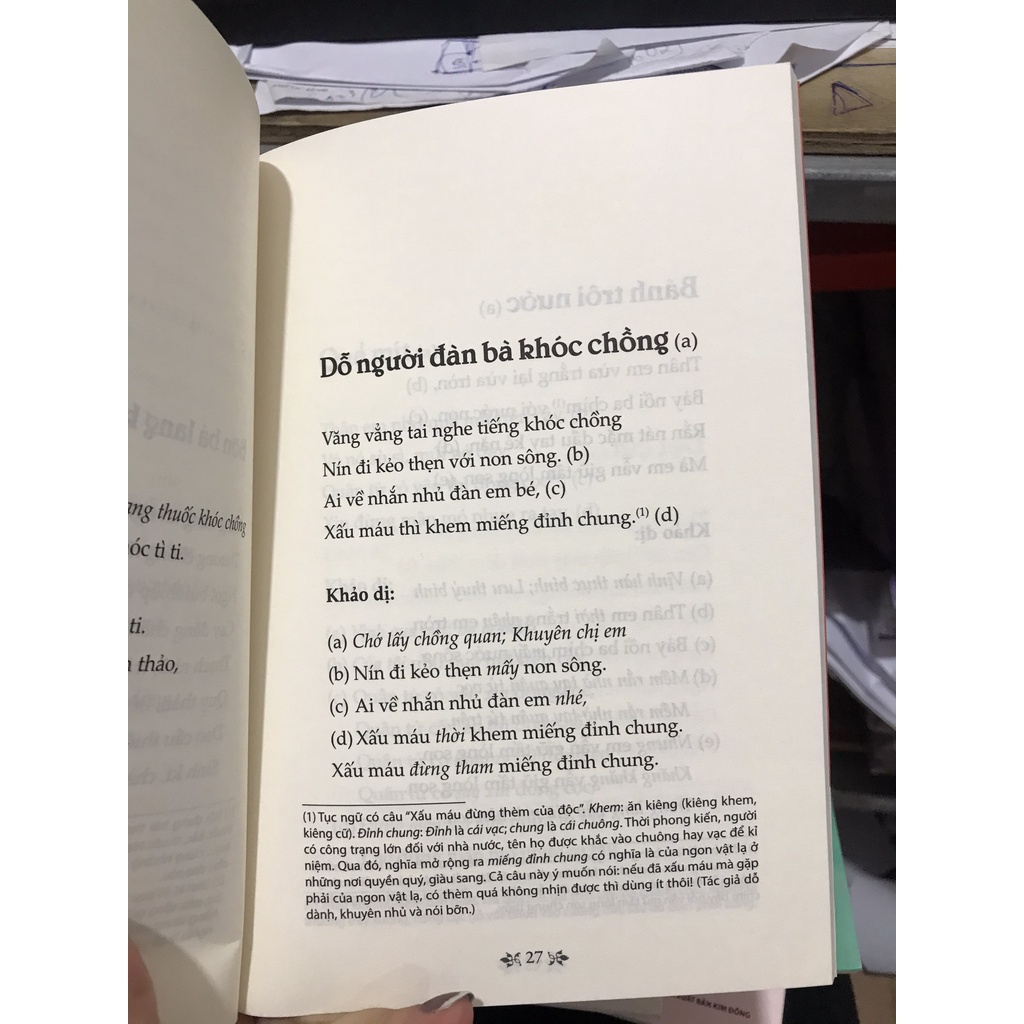 ang thuốc khóc chồng
óc tì ti.
ti.
thảo,
Dỗ người đàn bà khóc chồng (a)
Văng vẳng tai nghe tiếng khóc chồng
Nín đi kẻo thẹn với non sông. (b)
Ai về nhắn nhủ đàn em bé, (c)
Xấu máu thì khem miếng đỉnh chung.(1) (d)
Khảo dị:
(a) Chớ lấy chồng quan; Khuyên chị em
(b) Nín đi kẻo thẹn mấy non sông.
(c) Ai về nhắn nhủ đàn em nhé,
(d) Xấu máu thời khem miếng đỉnh chung.
Xấu máu đừng tham miếng đỉnh chung.
(1) Tục ngữ có câu "Xấu máu đừng thèm của độc". Khem: ăn kiêng (kiêng khem,
kiêng cữ). Đỉnh chung: Đỉnh là cái vạc; chung là cái chuông. Thời phong kiến, người
có công trạng lớn đối với nhà nước, tên họ được khắc vào chuông hay vạc để kỉ
niệm. Qua đó, nghĩa mở rộng ra miếng đỉnh chung có nghĩa là của ngon vật lạ ở
những nơi quyền quý, giàu sang. Cả câu này ý muốn nói: nếu đã xấu máu mà gặp
phải của ngon vật lạ, có thèm quá không nhịn được thì dùng ít thôi! (Tác giả dỗ
dành, khuyên nhủ và nói bỡn.)
27
XUẤT BẢN KIM ĐỒNG